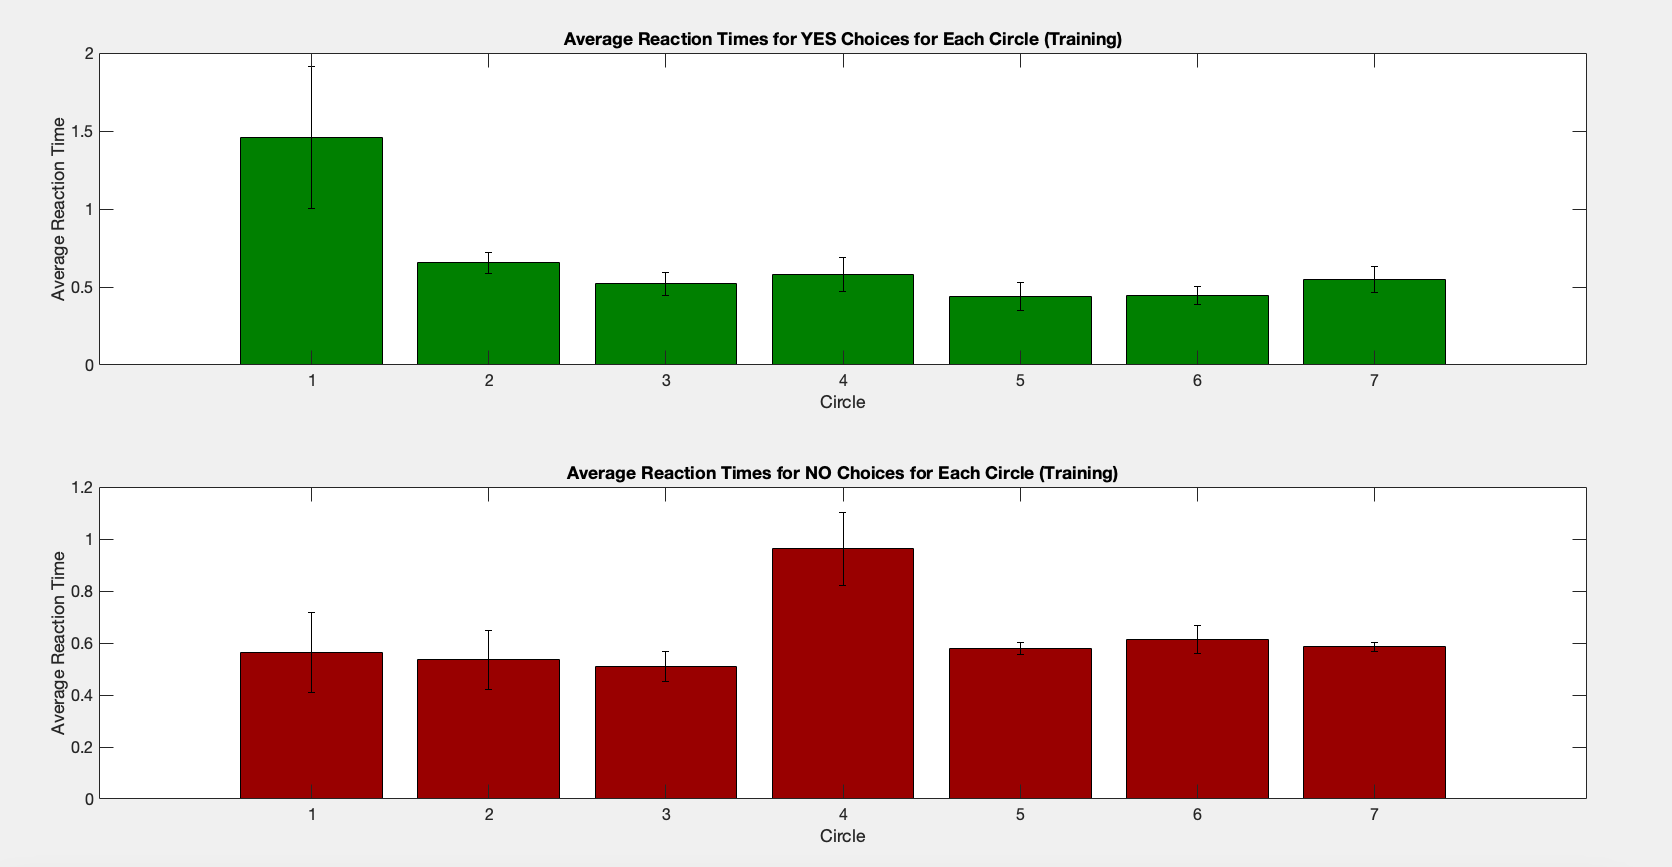 Average Reaction Times for YES Choices for Each Circle (Training)
Average Reaction Time
2
1.5
1
0.5
0
1 2 3 4 5 6 7
Circle
Average Reaction Times for NO Choices for Each Circle (Training)
Average Reaction Time
1.2
1
0.8
0.6
0.4
0.2
0
1 2 3 4 5 6 7
Circle